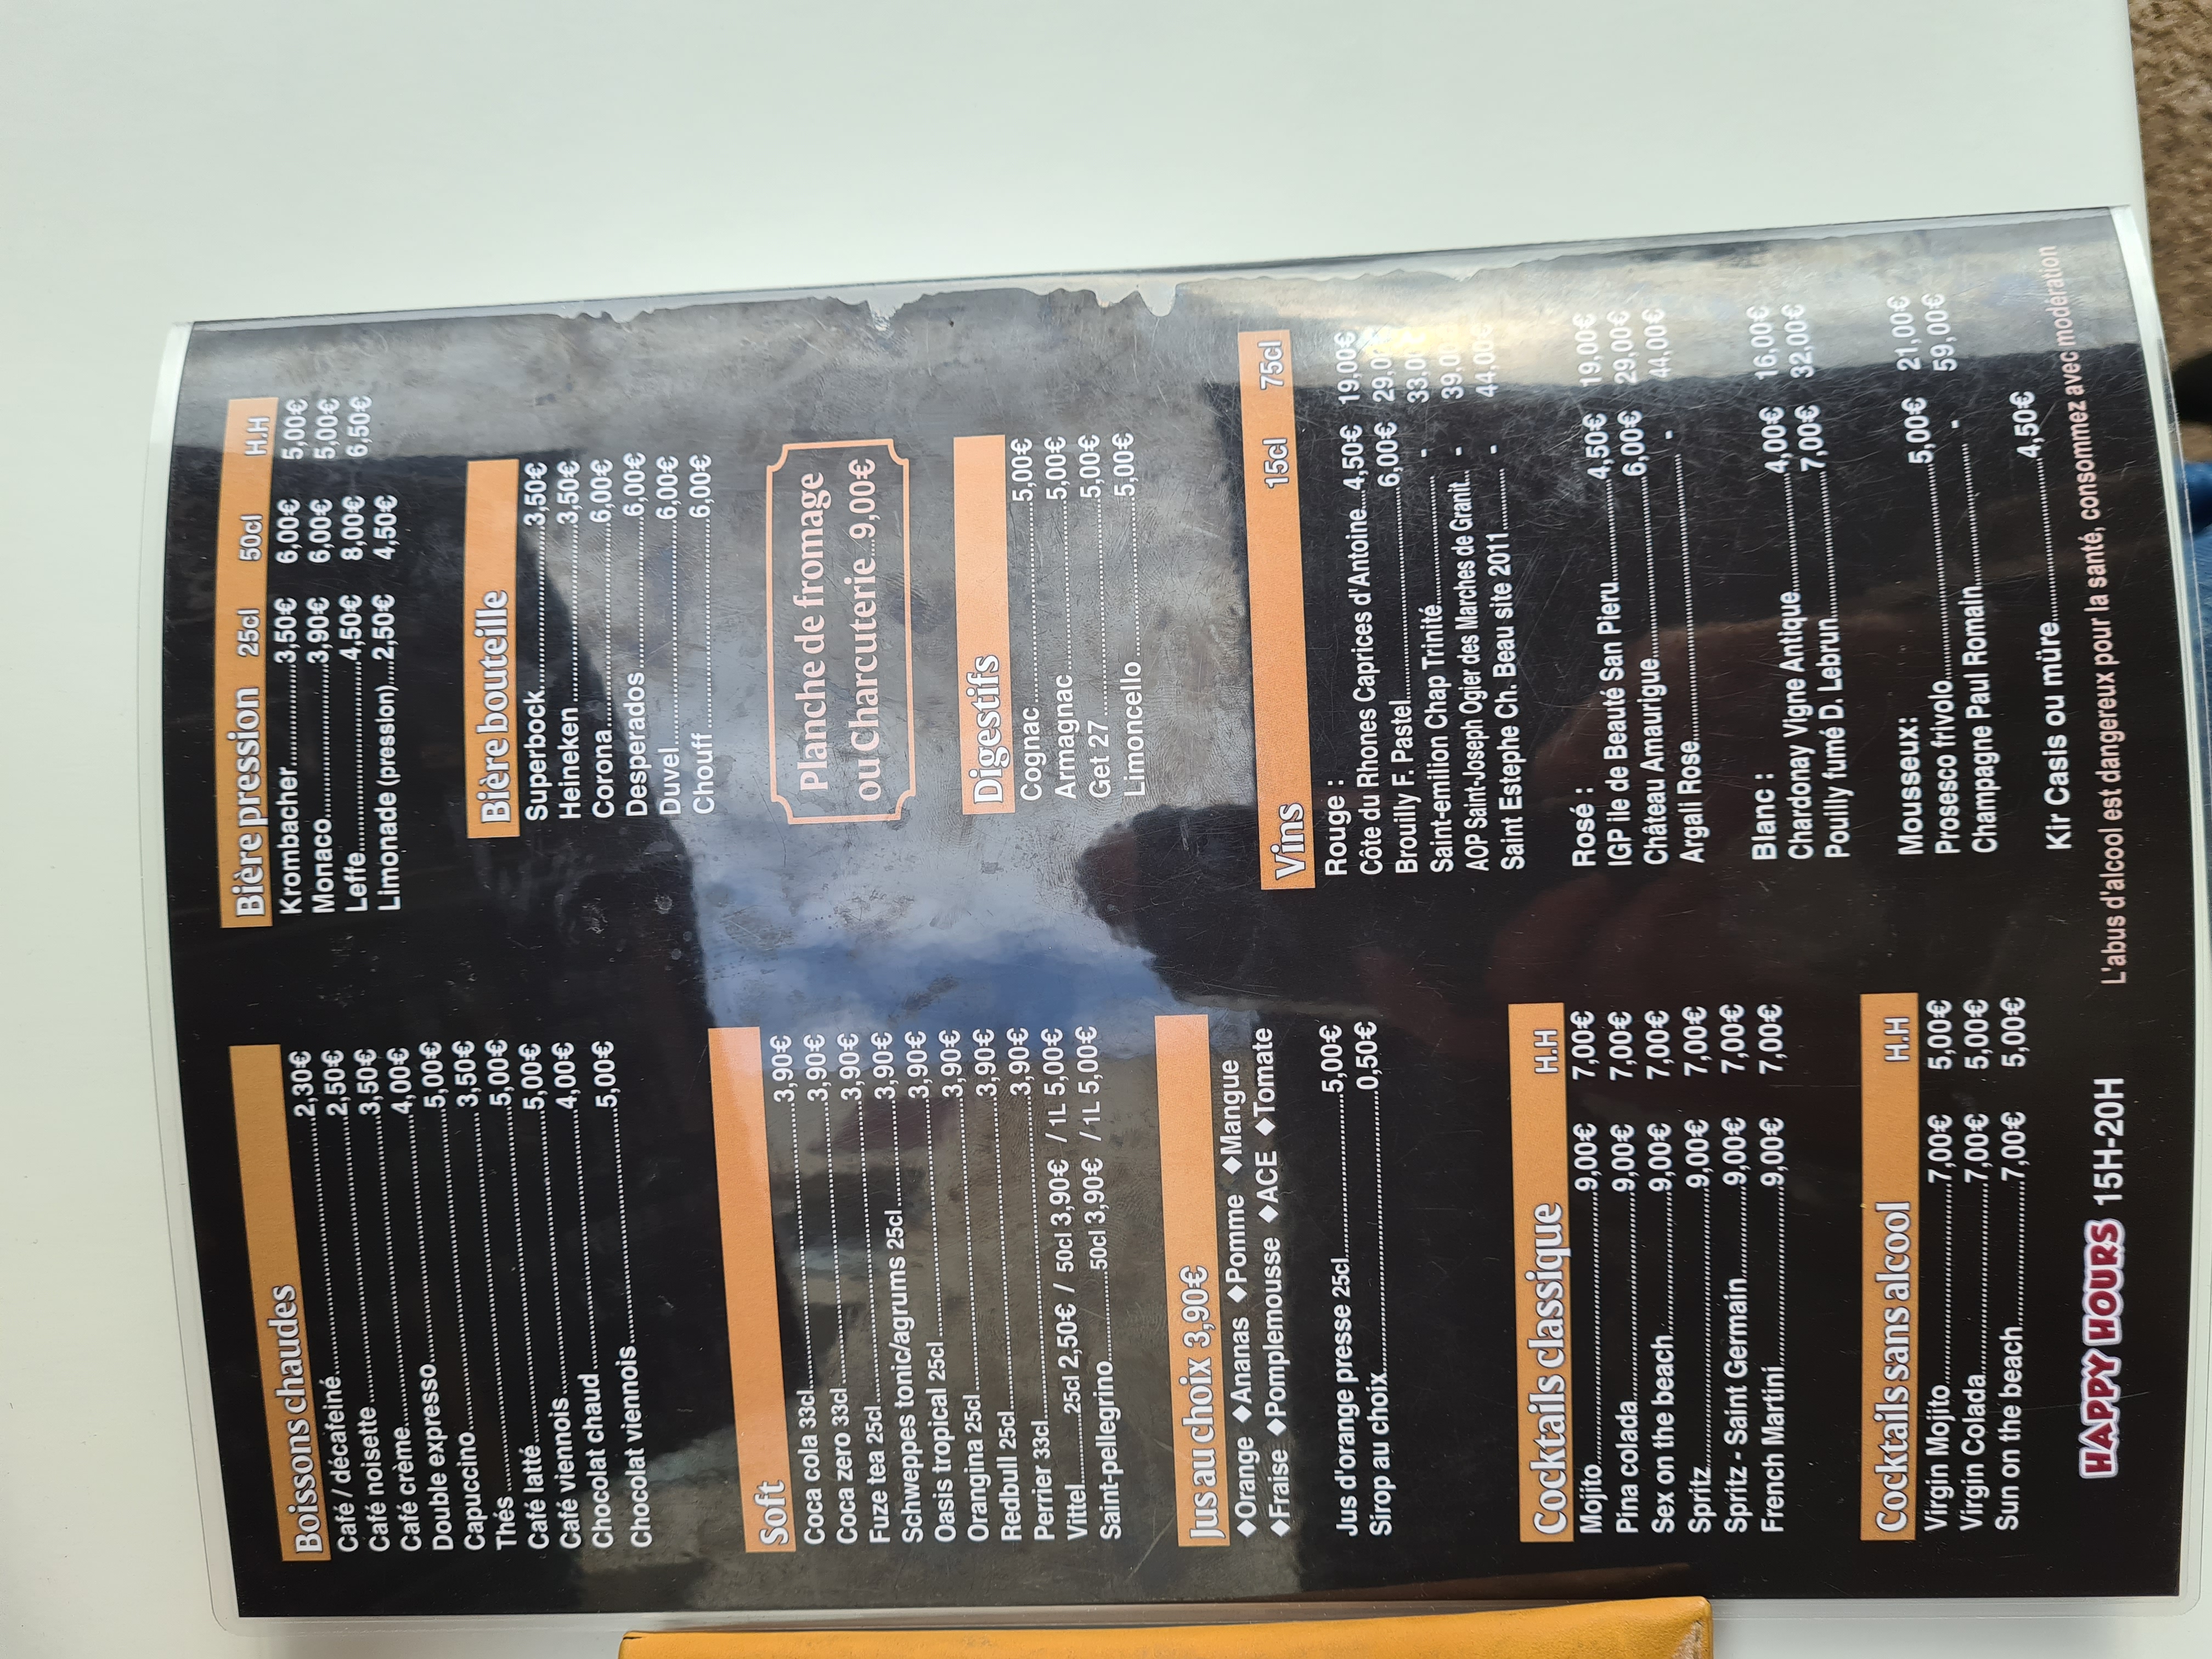 Boissons chaudes
Café / décafeiné 2,30€
Café noisette 2,50€
Café crème 3,50€
Double expresso 4,00€
Capuccino 5,00€
Thés 3,50€
Café latté 5,00€
Café viennois 5,00€
Chocolat chaud 4,00€
Chocolat viennois 5,00€
Soft
Coca cola 33cl 3,90€
Coca zero 33cl 3,90€
Fuze tea 25cl 3,90€
Schweppes tonic/agrums 25cl 3,90€
Oasis tropical 25cl 3,90€
Orangina 25cl 3,90€
Redbull 25cl 3,90€
Perrier 33cl 3,90€
Vittel 25cl 2,50€ / 50cl 3,90€ / 1L 5,00€
Saint-pellegrino 50cl 3,90€ / 1L 5,00€
Jus au choix 3,90€
◆Orange ◆Ananas ◆Pomme ◆Mangue
◆Fraise ◆Pomplemousse ◆ACE ◆Tomate
Jus d'orange presse 25cl 5,00€
Sirop au choix 0,50€
Cocktails classique H.H
Mojito 9,00€ 7,00€
Pina colada 9,00€ 7,00€
Sex on the beach 9,00€ 7,00€
Spritz 9,00€ 7,00€
Spritz - Saint Germain 9,00€ 7,00€
French Martini 9,00€ 7,00€
Cocktails sans alcool H.H
Virgin Mojito 7,00€ 5,00€
Virgin Colada 7,00€ 5,00€
Sun on the beach 7,00€ 5,00€
HAPPY HOURS 15H-20H
Bière pression 25cl 50cl H.H
Krombacher 3,50€ 6,00€ 5,00€
Monaco 3,90€ 6,00€ 5,00€
Leffe 4,50€ 8,00€ 6,50€
Limonade (pression) 2,50€ 4,50€
Bière bouteille
Superbock 3,50€
Heineken 3,50€
Corona 6,00€
Desperados 6,00€
Duvel 6,00€
Chouff 6,00€
Planche de fromage
ou Charcuterie 9,00€
Digestifs
Cognac 5,00€
Armagnac 5,00€
Get 27 5,00€
Limoncello 5,00€
Vins 15cl 75cl
Rouge :
Côte du Rhones Caprices d'Antoine 4,50€ 19,00€
Brouilly F. Pastel 6,00€ 29,00€
Saint-emilion Chap Trinité - 33,00€
AOP Saint-Joseph Ogier des Marches de Granit - 39,00€
Saint Estephe Ch. Beau site 2011 - 44,00€
Rosé :
IGP ile de Beauté San Pieru 4,50€ 19,00€
Château Amaurigue 6,00€ 29,00€
Argali Rose - 44,00€
Blanc :
Chardonay Vigne Antique 4,00€ 16,00€
Pouilly fumé D. Lebrun 7,00€ 32,00€
Mousseux:
Prosesco frivolo 5,00€ 21,00€
Champagne Paul Romain - 59,00€
Kir Casis ou mûre 4,50€
L'abus d'alcool est dangereux pour la santé, consommez avec modération